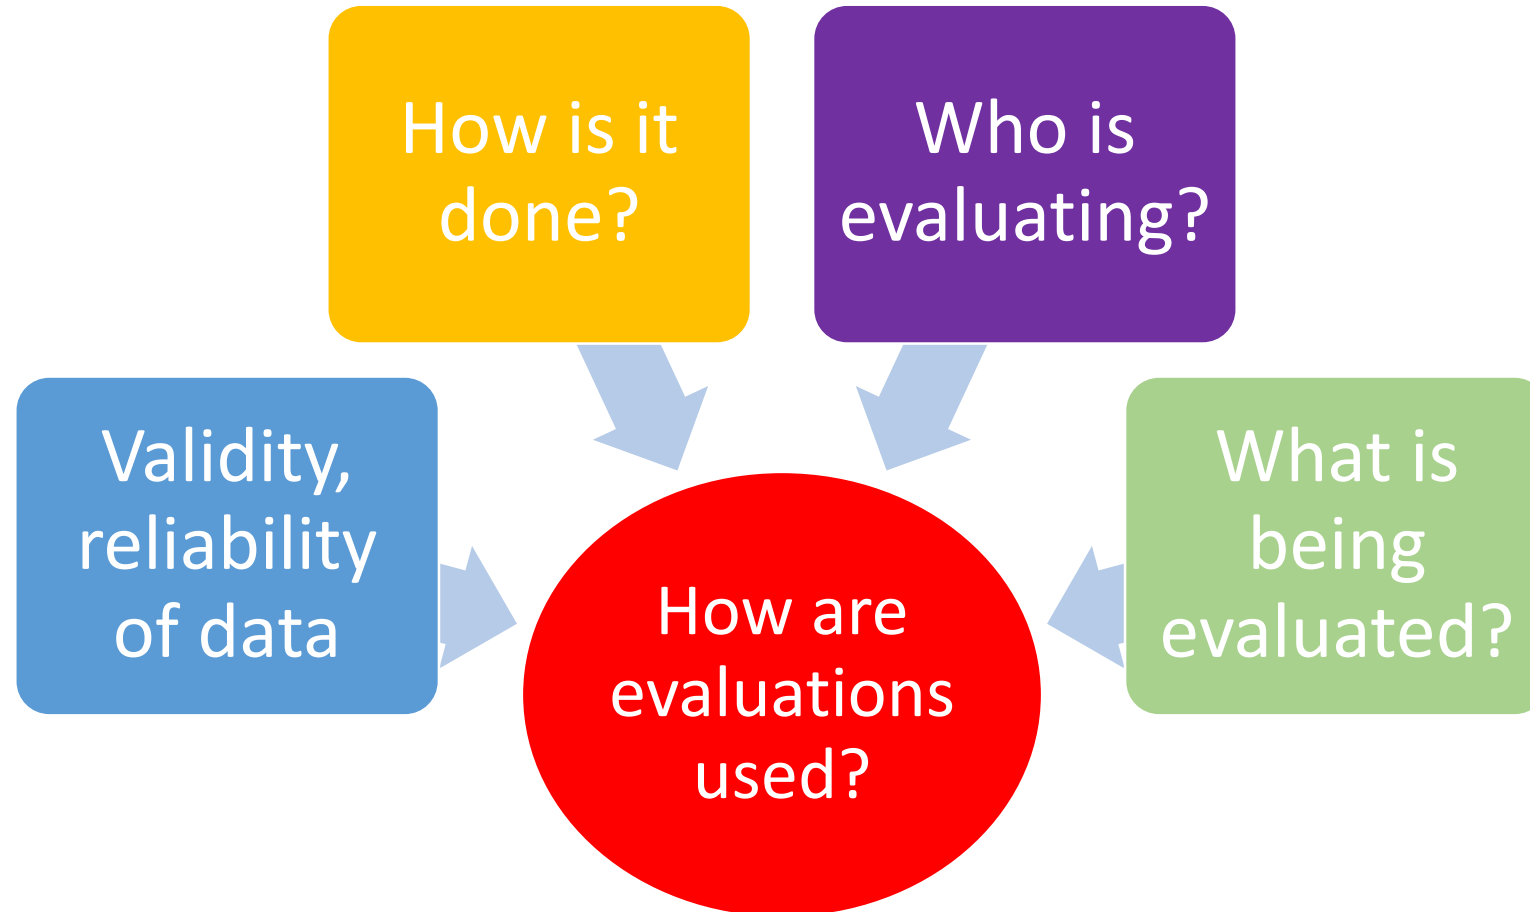 How is it
done?
Who is
evaluating?
Validity,
reliability
of data
What is
being
evaluated?
How are
evaluations
used?